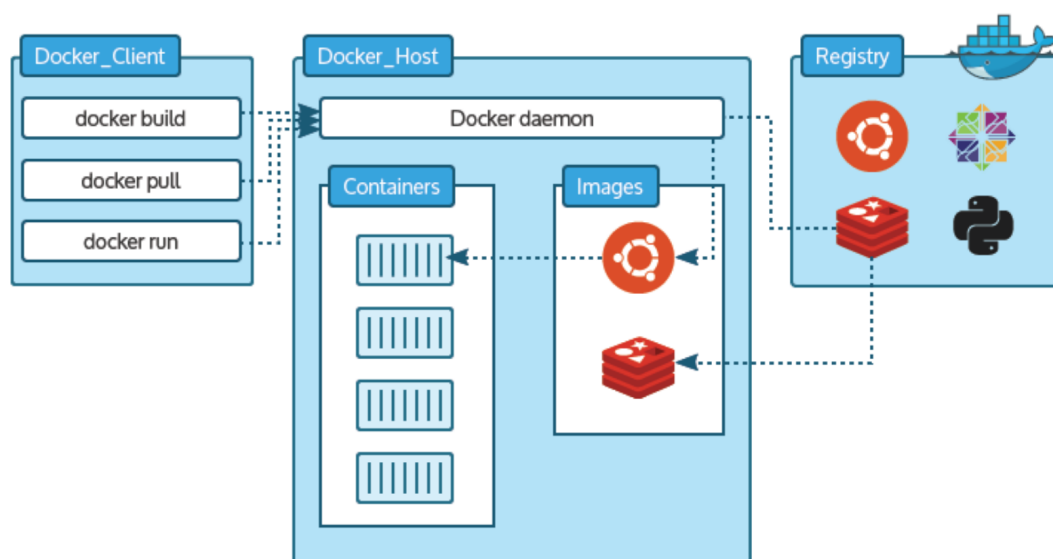 Docker_Client
docker build
docker pull
docker run
Docker_Host
Docker daemon
Containers
Images
Registry